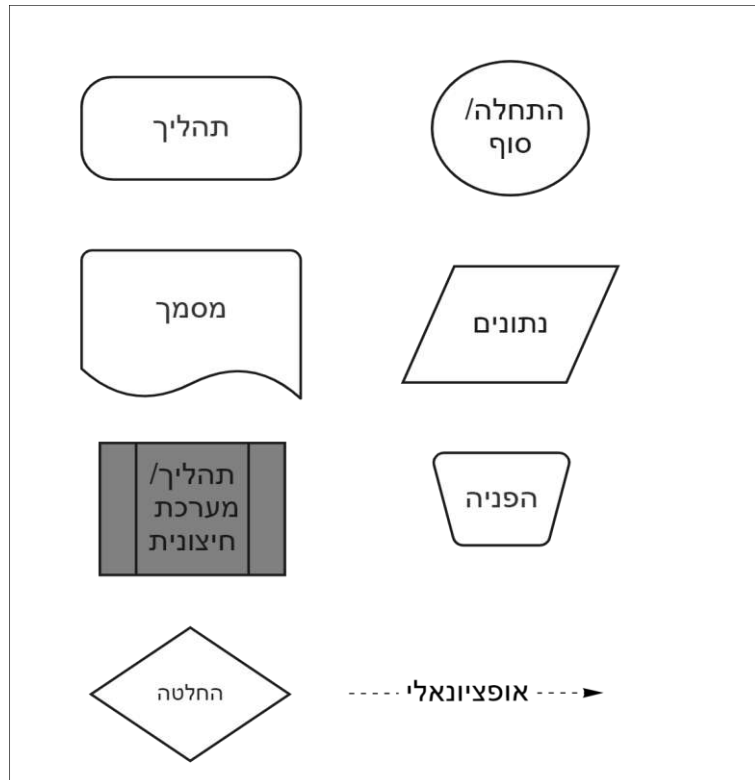 תהליך
התחלה/
סוף
מסמך
נתונים
תהליך/
מערכת
חיצונית
הפניה
החלטה
אופציונאלי